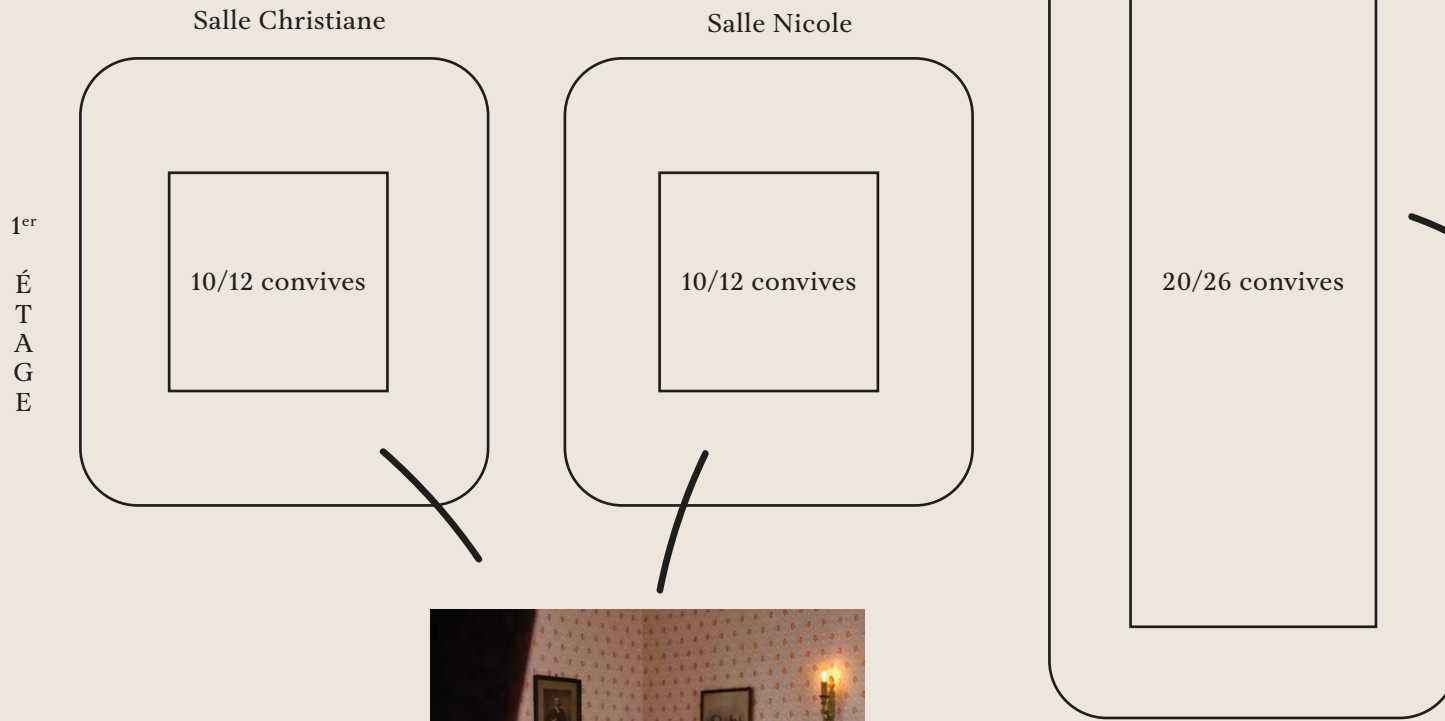 Salle Christiane
Salle Nicole
1er
É
T
A
G
E
10/12 convives
10/12 convives
20/26 convives